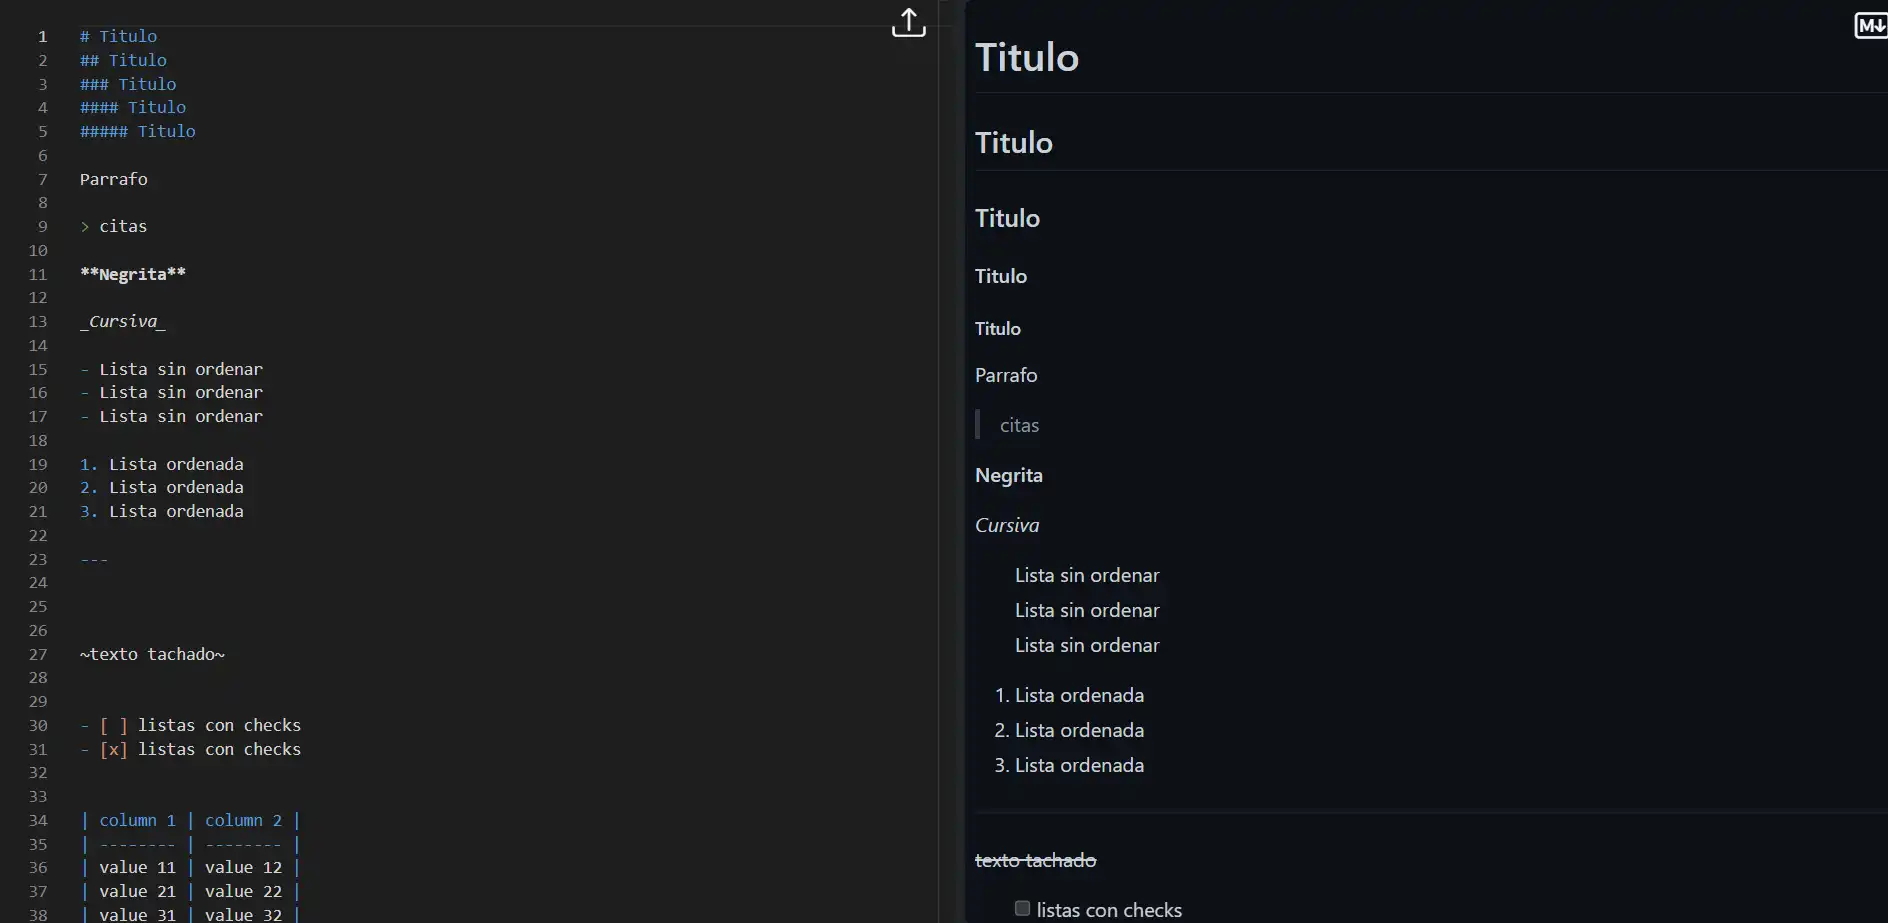 1 # Titulo
2 ## Titulo
3 ### Titulo
4 #### Titulo
5 ##### Titulo
6
7 Parrafo
8
9 > citas
10
11 **Negrita**
12
13 _Cursiva_
14
15 - Lista sin ordenar
16 - Lista sin ordenar
17 - Lista sin ordenar
18
19 1. Lista ordenada
20 2. Lista ordenada
21 3. Lista ordenada
22
23 ---
24
25
26
27 ~texto tachado~
28
29
30 - [ ] listas con checks
31 - [x] listas con checks
32
33
34 | column 1 | column 2 |
35 | -------- | -------- |
36 | value 11 | value 12 |
37 | value 21 | value 22 |
38 | value 31 | value 32 |
M↓
Titulo
Titulo
Titulo
Titulo
Titulo
Parrafo
citas
Negrita
Cursiva
Lista sin ordenar
Lista sin ordenar
Lista sin ordenar
1. Lista ordenada
2. Lista ordenada
3. Lista ordenada
texto tachado
listas con checks